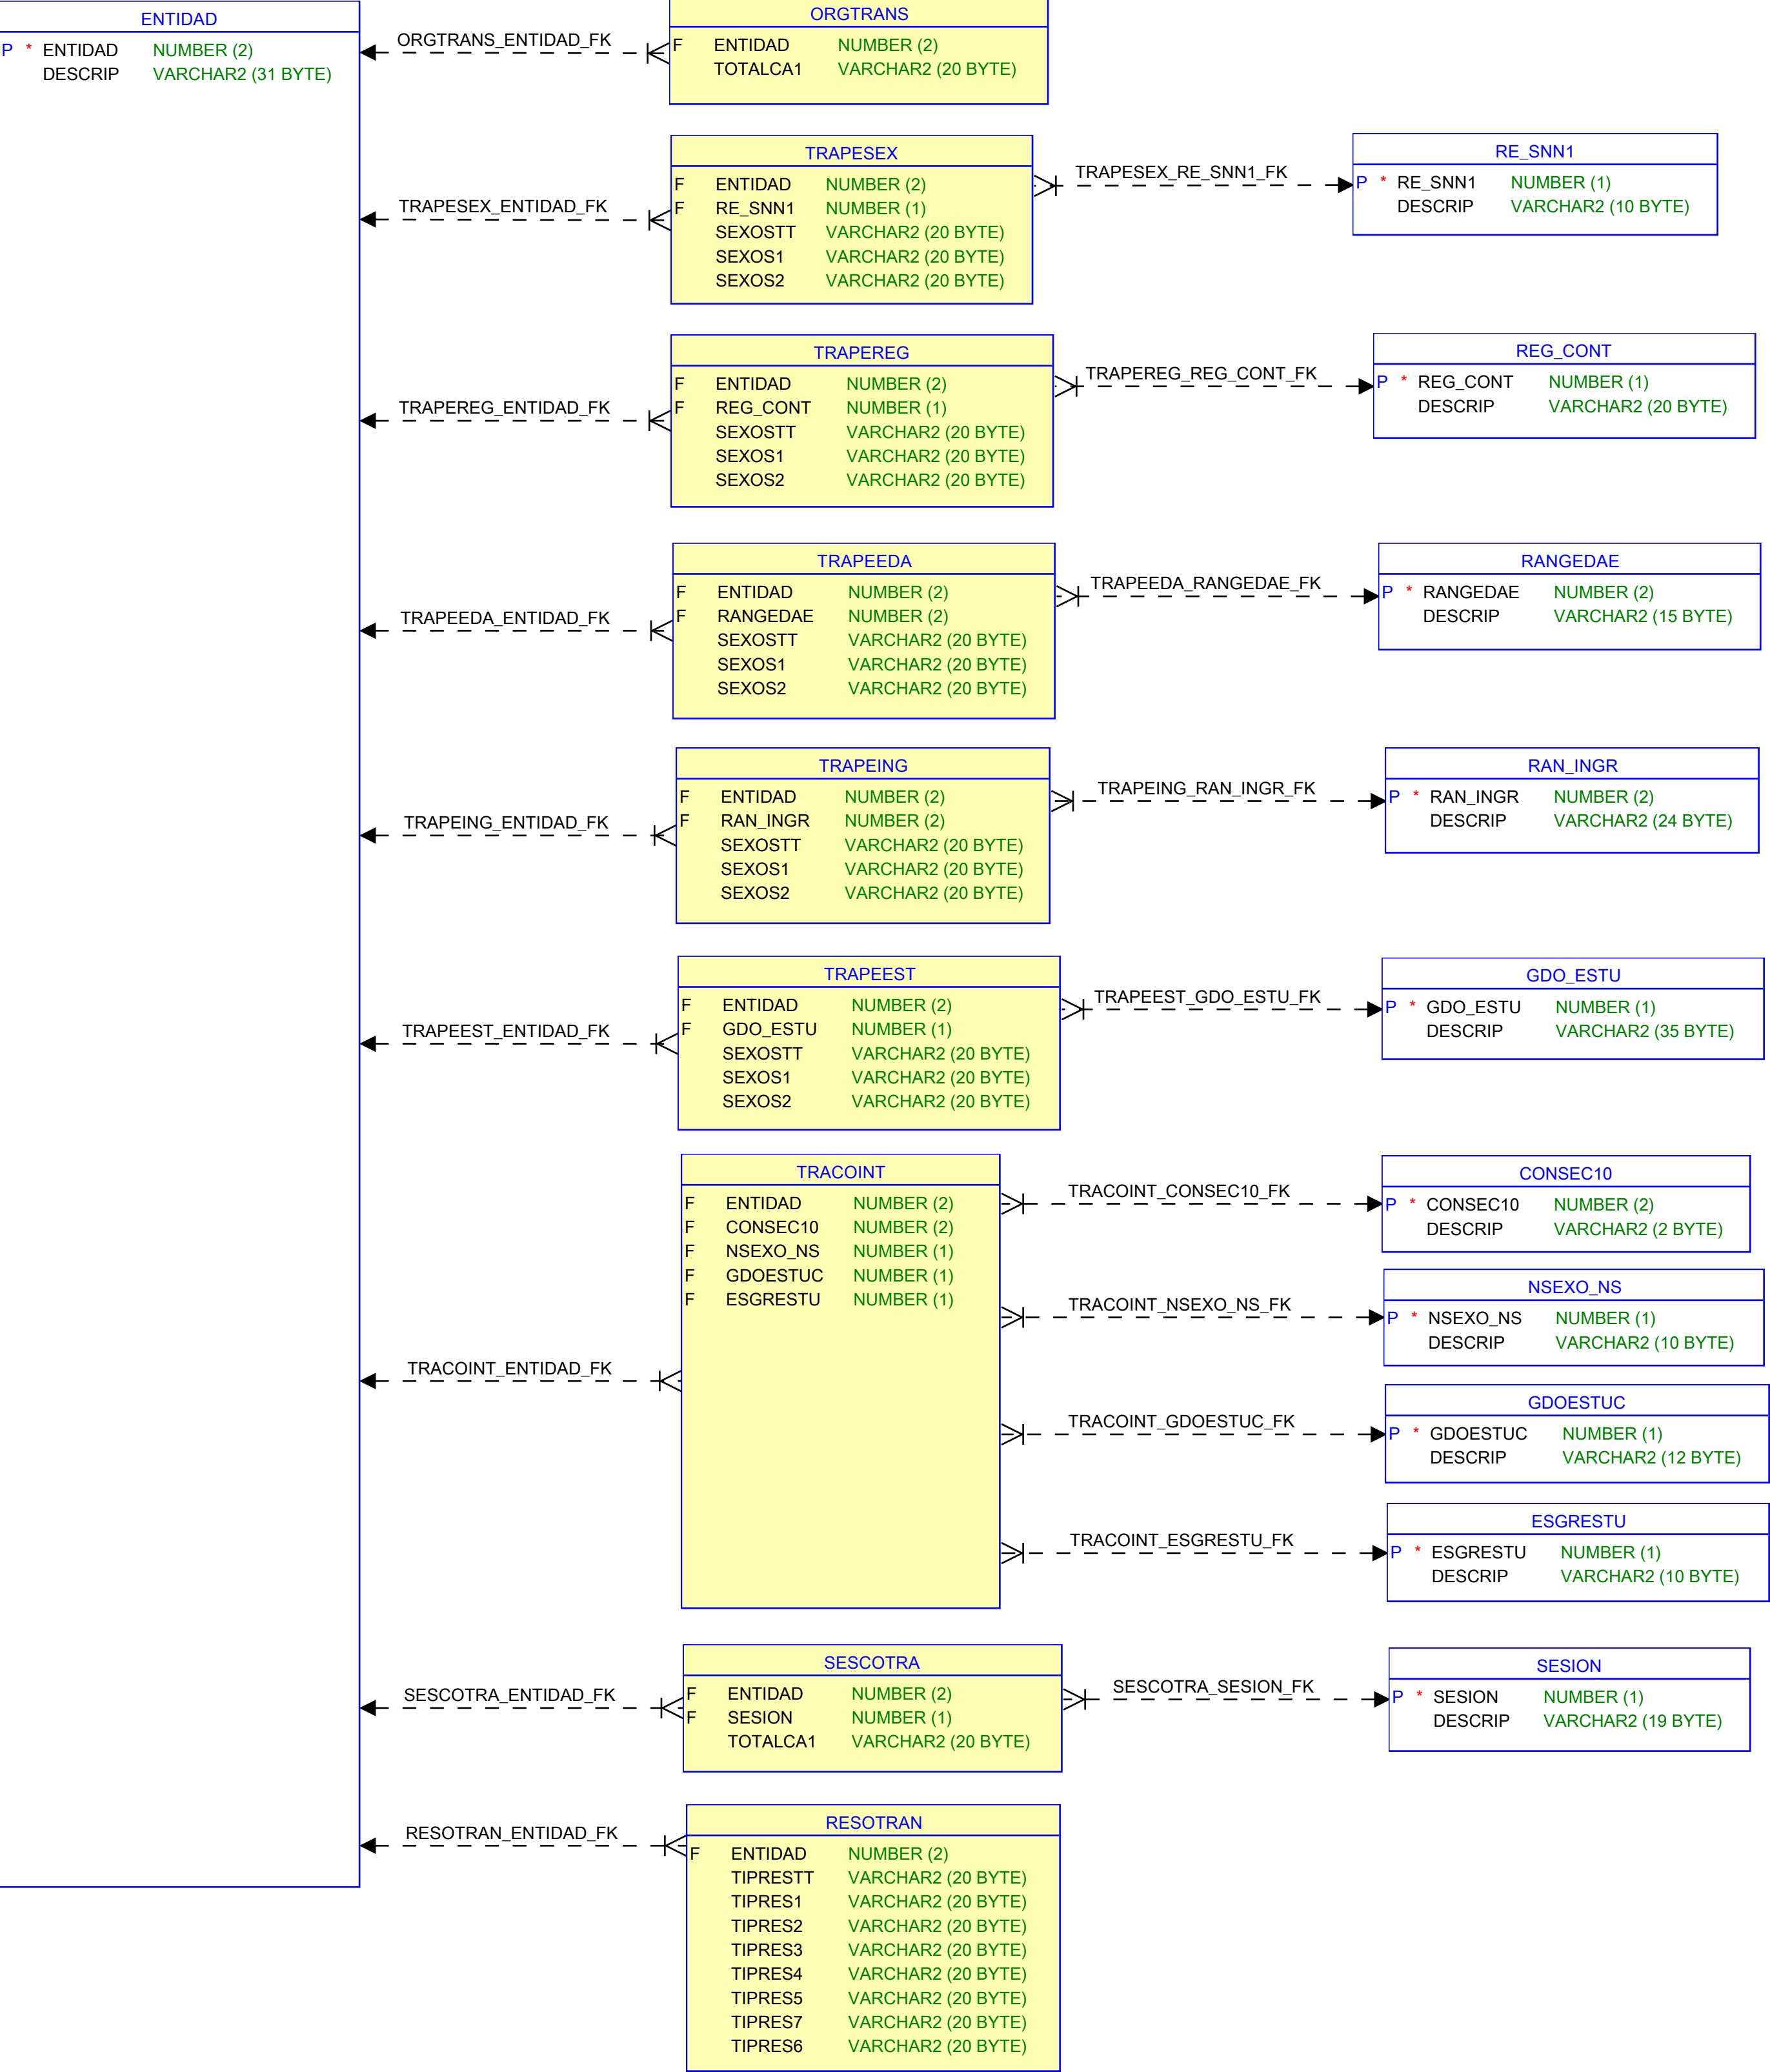 ENTIDAD
P * ENTIDAD NUMBER (2)
DESCRIP VARCHAR2 (31 BYTE)
ORGTRANS_ENTIDAD_FK
ORGTRANS
F ENTIDAD NUMBER (2)
TOTALCA1 VARCHAR2 (20 BYTE)
TRAPESEX_ENTIDAD_FK
TRAPESEX
F ENTIDAD NUMBER (2)
F RE_SNN1 NUMBER (1)
SEXOSTT VARCHAR2 (20 BYTE)
SEXOS1 VARCHAR2 (20 BYTE)
SEXOS2 VARCHAR2 (20 BYTE)
TRAPESEX_RE_SNN1_FK
RE_SNN1
P * RE_SNN1 NUMBER (1)
DESCRIP VARCHAR2 (10 BYTE)
TRAPEREG_ENTIDAD_FK
TRAPEREG
F ENTIDAD NUMBER (2)
F REG_CONT NUMBER (1)
SEXOSTT VARCHAR2 (20 BYTE)
SEXOS1 VARCHAR2 (20 BYTE)
SEXOS2 VARCHAR2 (20 BYTE)
TRAPEREG_REG_CONT_FK
REG_CONT
P * REG_CONT NUMBER (1)
DESCRIP VARCHAR2 (20 BYTE)
TRAPEEDA_ENTIDAD_FK
TRAPEEDA
F ENTIDAD NUMBER (2)
F RANGEDAE NUMBER (2)
SEXOSTT VARCHAR2 (20 BYTE)
SEXOS1 VARCHAR2 (20 BYTE)
SEXOS2 VARCHAR2 (20 BYTE)
TRAPEEDA_RANGEDAE_FK
RANGEDAE
P * RANGEDAE NUMBER (2)
DESCRIP VARCHAR2 (15 BYTE)
TRAPEING_ENTIDAD_FK
TRAPEING
F ENTIDAD NUMBER (2)
F RAN_INGR NUMBER (2)
SEXOSTT VARCHAR2 (20 BYTE)
SEXOS1 VARCHAR2 (20 BYTE)
SEXOS2 VARCHAR2 (20 BYTE)
TRAPEING_RAN_INGR_FK
RAN_INGR
P * RAN_INGR NUMBER (2)
DESCRIP VARCHAR2 (24 BYTE)
TRAPEEST_ENTIDAD_FK
TRAPEEST
F ENTIDAD NUMBER (2)
F GDO_ESTU NUMBER (1)
SEXOSTT VARCHAR2 (20 BYTE)
SEXOS1 VARCHAR2 (20 BYTE)
SEXOS2 VARCHAR2 (20 BYTE)
TRAPEEST_GDO_ESTU_FK
GDO_ESTU
P * GDO_ESTU NUMBER (1)
DESCRIP VARCHAR2 (35 BYTE)
TRACOINT_ENTIDAD_FK
TRACOINT
F ENTIDAD NUMBER (2)
F CONSEC10 NUMBER (2)
F NSEXO_NS NUMBER (1)
F GDOESTUC NUMBER (1)
F ESGRESTU NUMBER (1)
TRACOINT_CONSEC10_FK
CONSEC10
P * CONSEC10 NUMBER (2)
DESCRIP VARCHAR2 (2 BYTE)
TRACOINT_NSEXO_NS_FK
NSEXO_NS
P * NSEXO_NS NUMBER (1)
DESCRIP VARCHAR2 (10 BYTE)
TRACOINT_GDOESTUC_FK
GDOESTUC
P * GDOESTUC NUMBER (1)
DESCRIP VARCHAR2 (12 BYTE)
TRACOINT_ESGRESTU_FK
ESGRESTU
P * ESGRESTU NUMBER (1)
DESCRIP VARCHAR2 (10 BYTE)
SESCOTRA_ENTIDAD_FK
SESCOTRA
F ENTIDAD NUMBER (2)
F SESION NUMBER (1)
TOTALCA1 VARCHAR2 (20 BYTE)
SESCOTRA_SESION_FK
SESION
P * SESION NUMBER (1)
DESCRIP VARCHAR2 (19 BYTE)
RESOTRAN_ENTIDAD_FK
RESOTRAN
F ENTIDAD NUMBER (2)
TIPRESTT VARCHAR2 (20 BYTE)
TIPRES1 VARCHAR2 (20 BYTE)
TIPRES2 VARCHAR2 (20 BYTE)
TIPRES3 VARCHAR2 (20 BYTE)
TIPRES4 VARCHAR2 (20 BYTE)
TIPRES5 VARCHAR2 (20 BYTE)
TIPRES7 VARCHAR2 (20 BYTE)
TIPRES6 VARCHAR2 (20 BYTE)